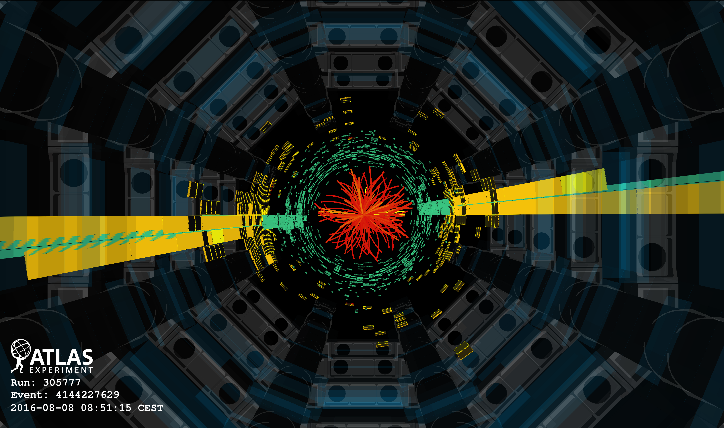 ATLAS
EXPERIMENT
Run: 305777
Event: 4144227629
2016-08-08 08:51:15 CEST